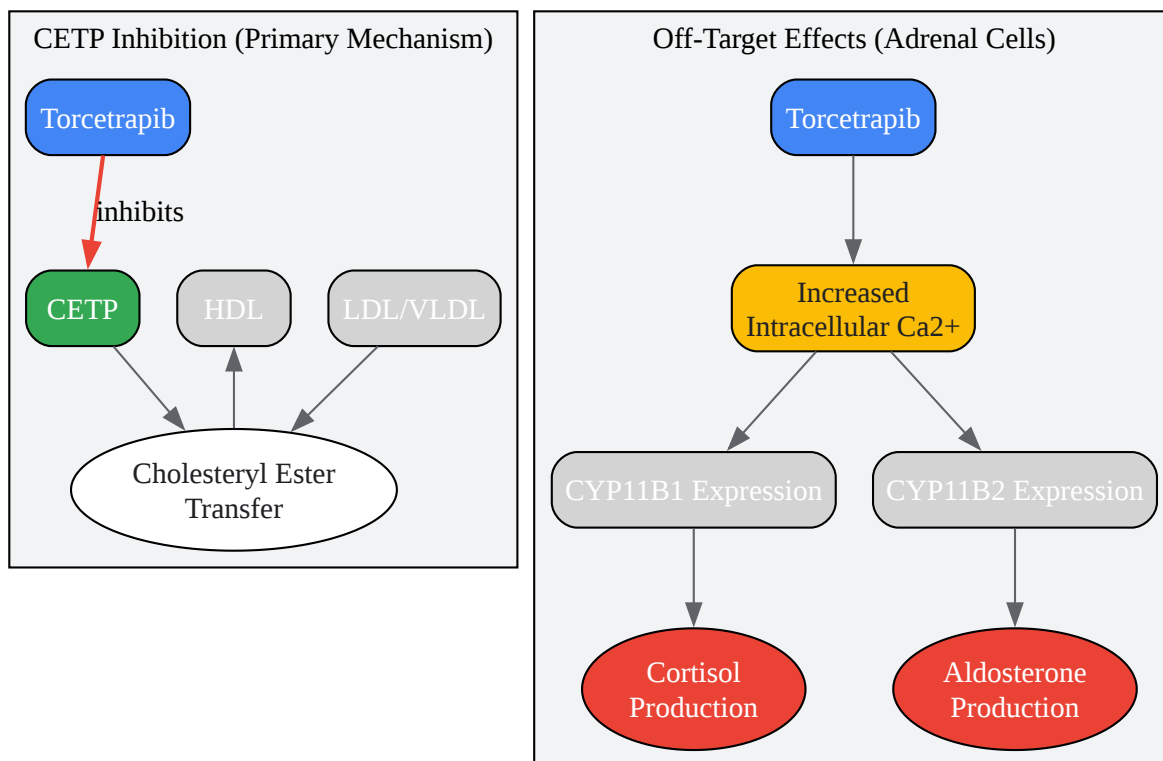 CETP Inhibition (Primary Mechanism)
Torcetrapib
inhibits
CETP
HDL
LDL/VLDL
Cholesteryl Ester
Transfer
Off-Target Effects (Adrenal Cells)
Torcetrapib
Increased
Intracellular Ca2+
CYP11B1 Expression
CYP11B2 Expression
Cortisol
Production
Aldosterone
Production